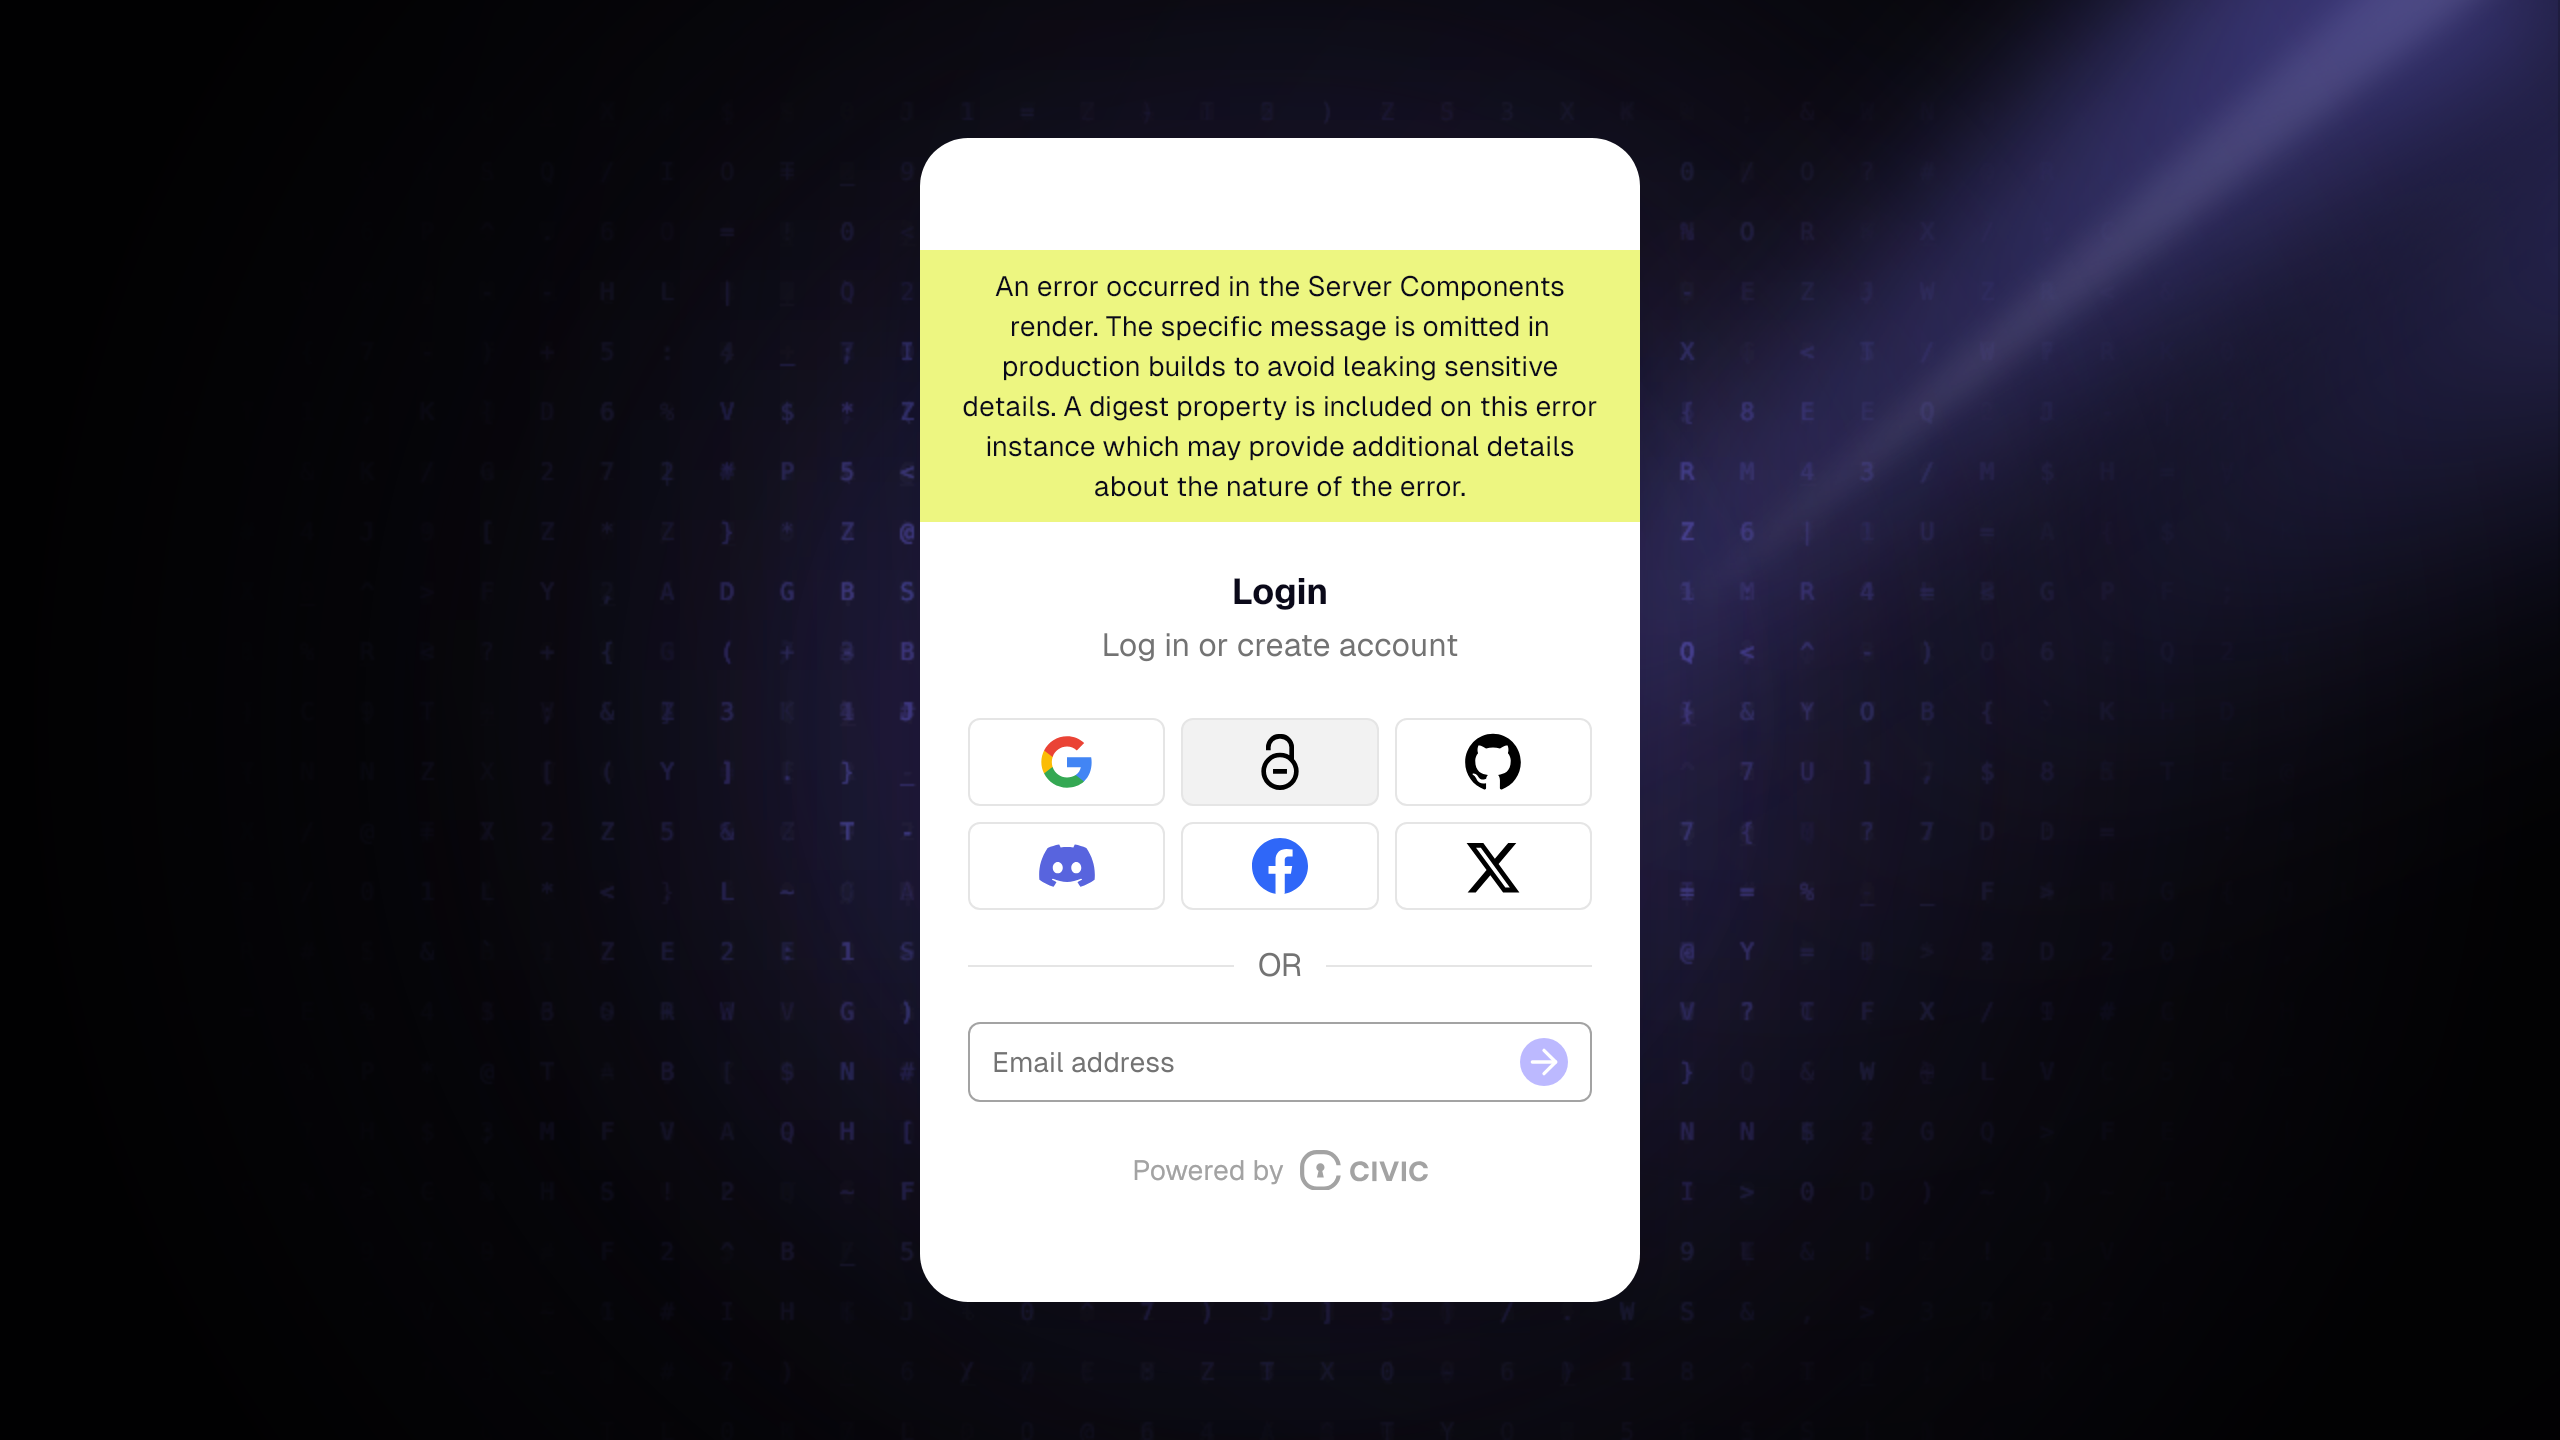 An error occurred in the Server Components
render. The specific message is omitted in
production builds to avoid leaking sensitive
details. A digest property is included on this error
instance which may provide additional details
about the nature of the error.
Login
Log in or create account
OR
Email address
Powered by CIVIC